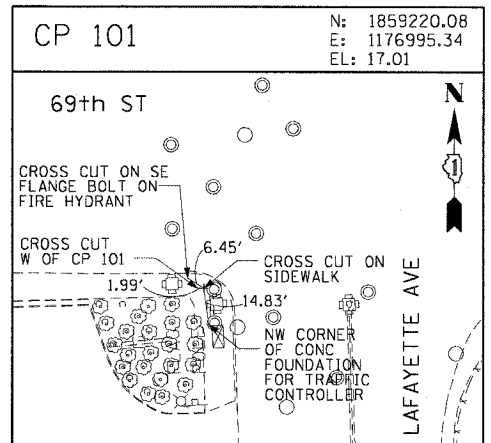 CP 101
N: 1859220.08
E: 1176995.34
EL: 17.01
69th ST
N
1
CROSS CUT ON SE
FLANGE BOLT ON
FIRE HYDRANT
CROSS CUT
W OF CP 101
6.45'
1.99'
CROSS CUT ON
SIDEWALK
14.83'
NW CORNER
OF CONC
FOUNDATION
FOR TRAFFIC
CONTROLLER
LAFAYETTE AVE